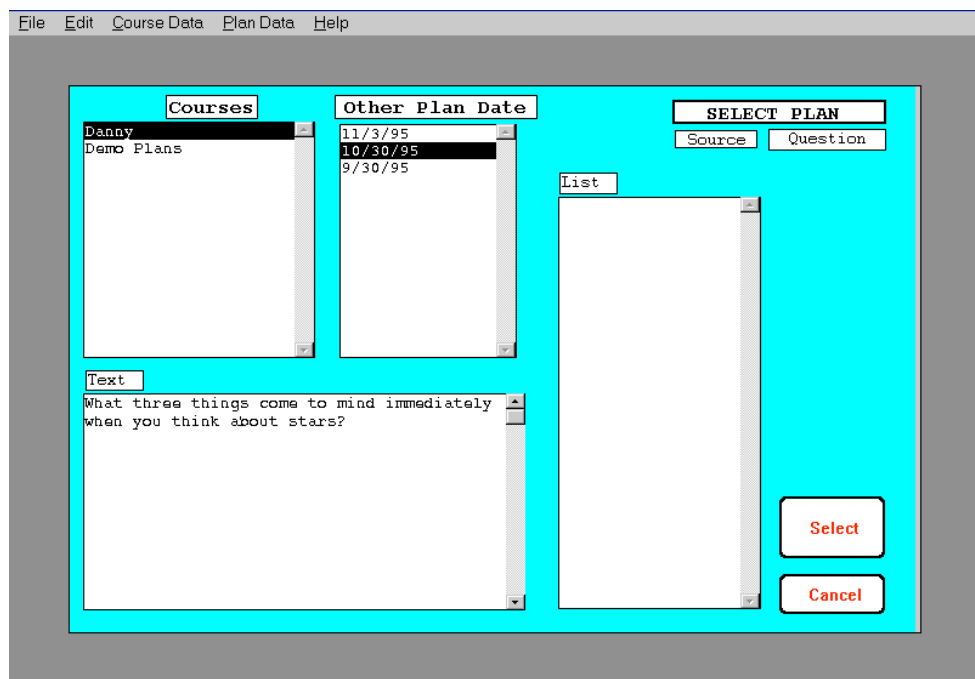 File Edit Course Data Plan Data Help
Courses
Danny
Demo Plans
Other Plan Date
11/3/95
10/30/95
9/30/95
SELECT PLAN
Source Question
List
Text
What three things come to mind immediately
when you think about stars?
Select
Cancel